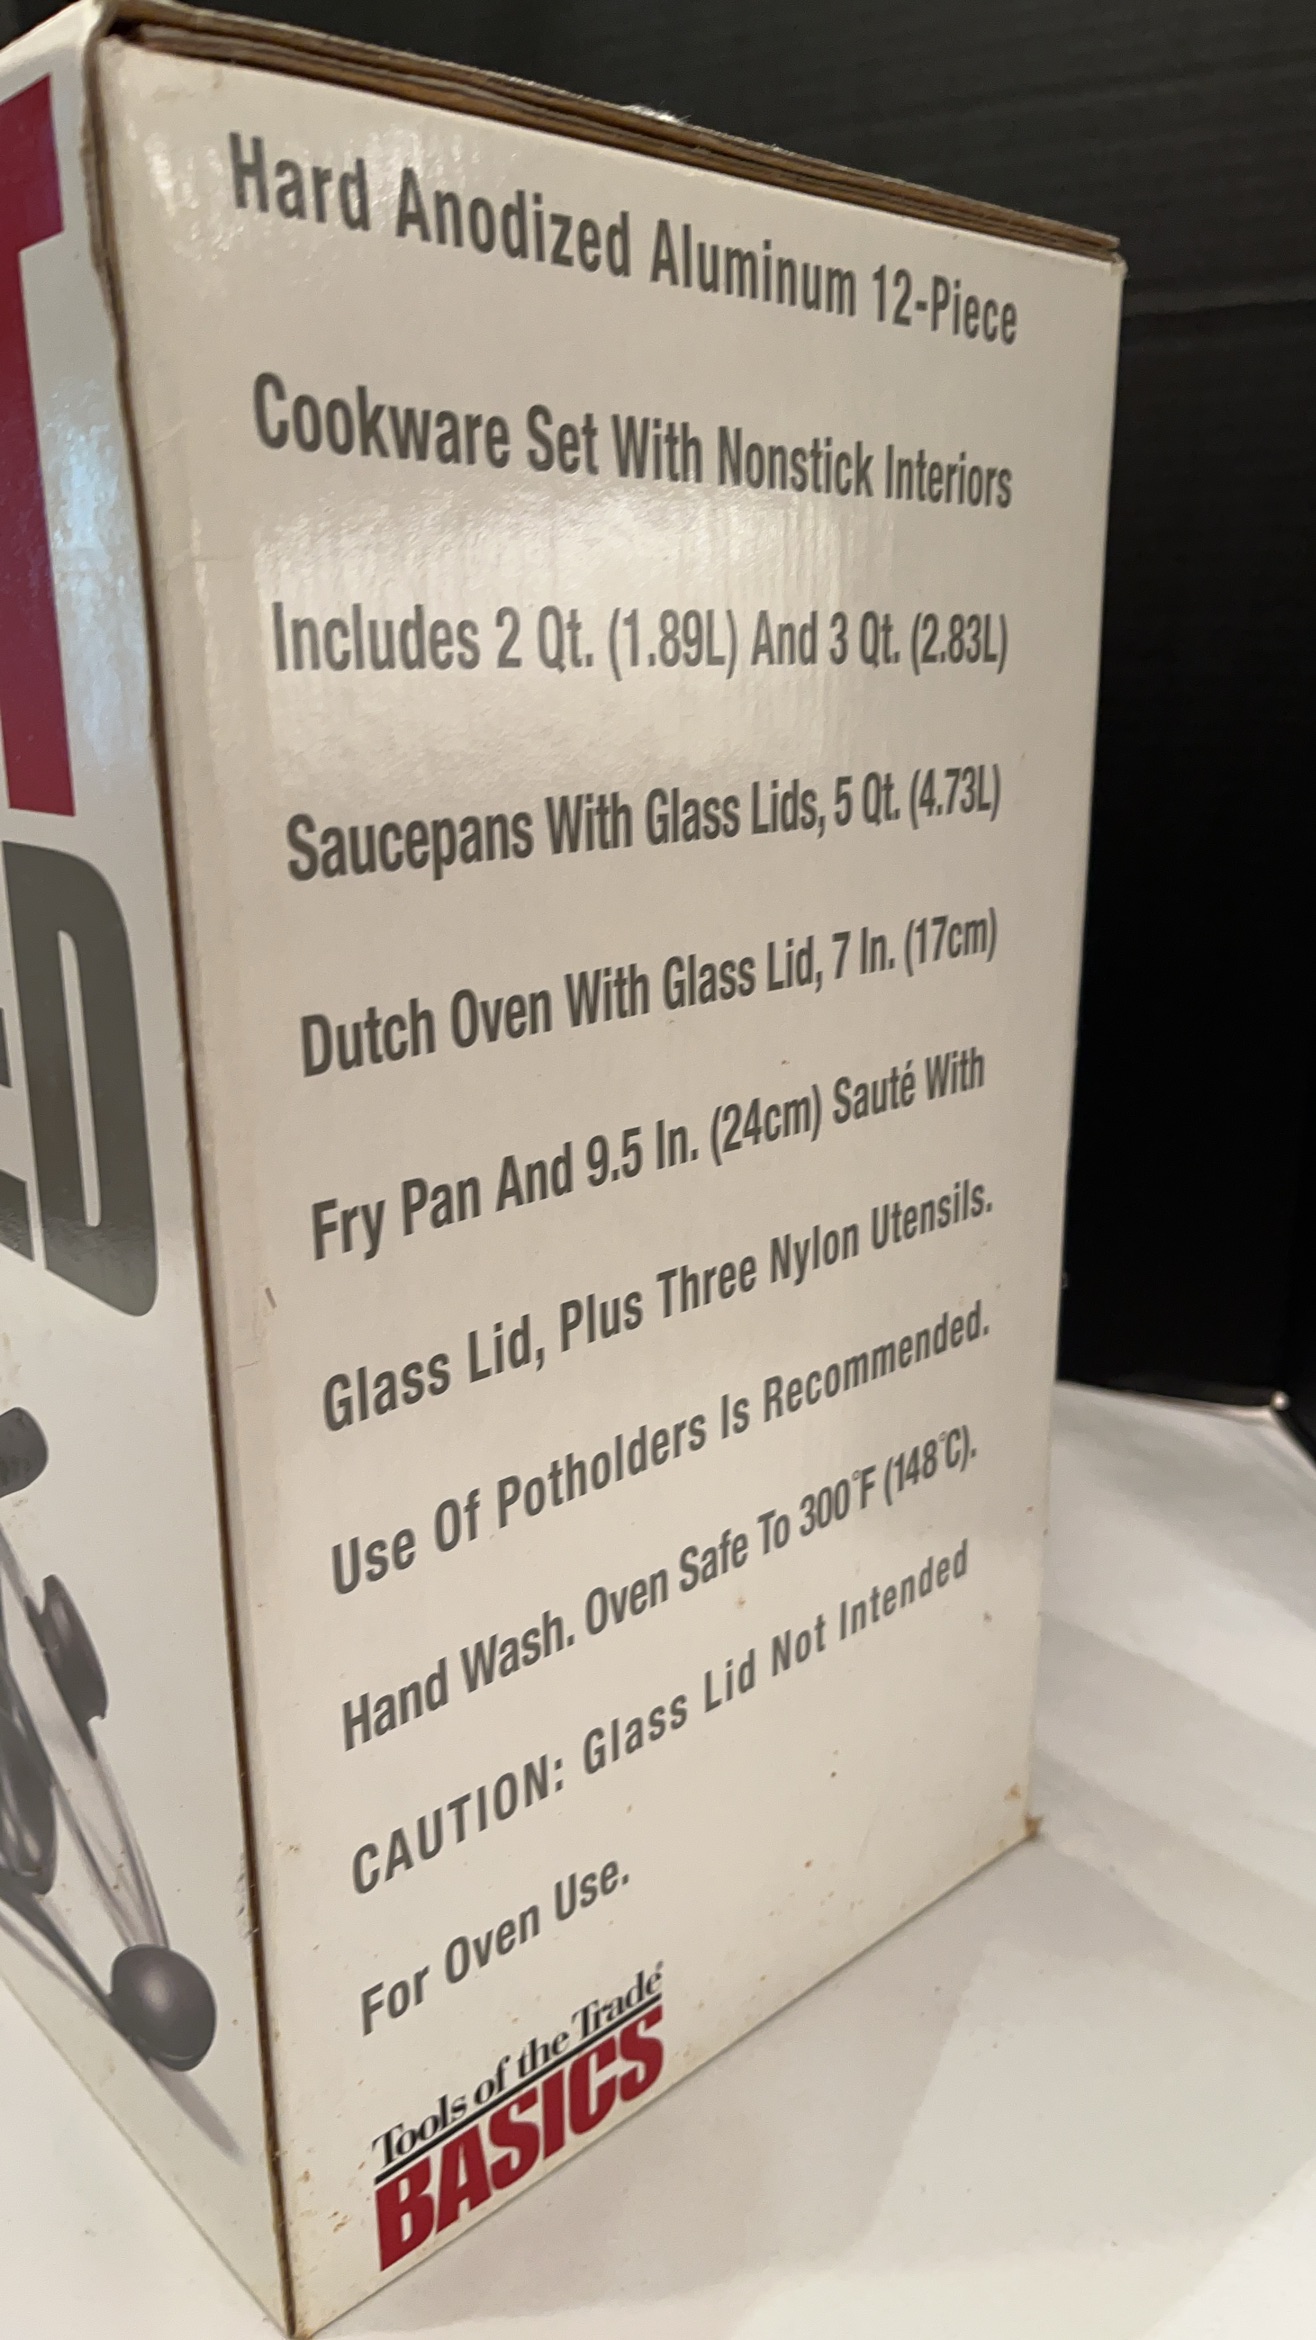 Hard Anodized Aluminum 12-Piece
Cookware Set With Nonstick Interiors
Includes 2 Qt. (1.89L) And 3 Qt. (2.83L)
Saucepans With Glass Lids, 5 Qt. (4.73L)
Dutch Oven With Glass Lid, 7 In. (17cm)
Fry Pan And 9.5 In. (24cm) Sauté With
Glass Lid, Plus Three Nylon Utensils.
Use Of Potholders Is Recommended.
Hand Wash. Oven Safe To 300°F (148°C).
CAUTION: Glass Lid Not Intended
For Oven Use.
Tools of the Trade®
BASICS